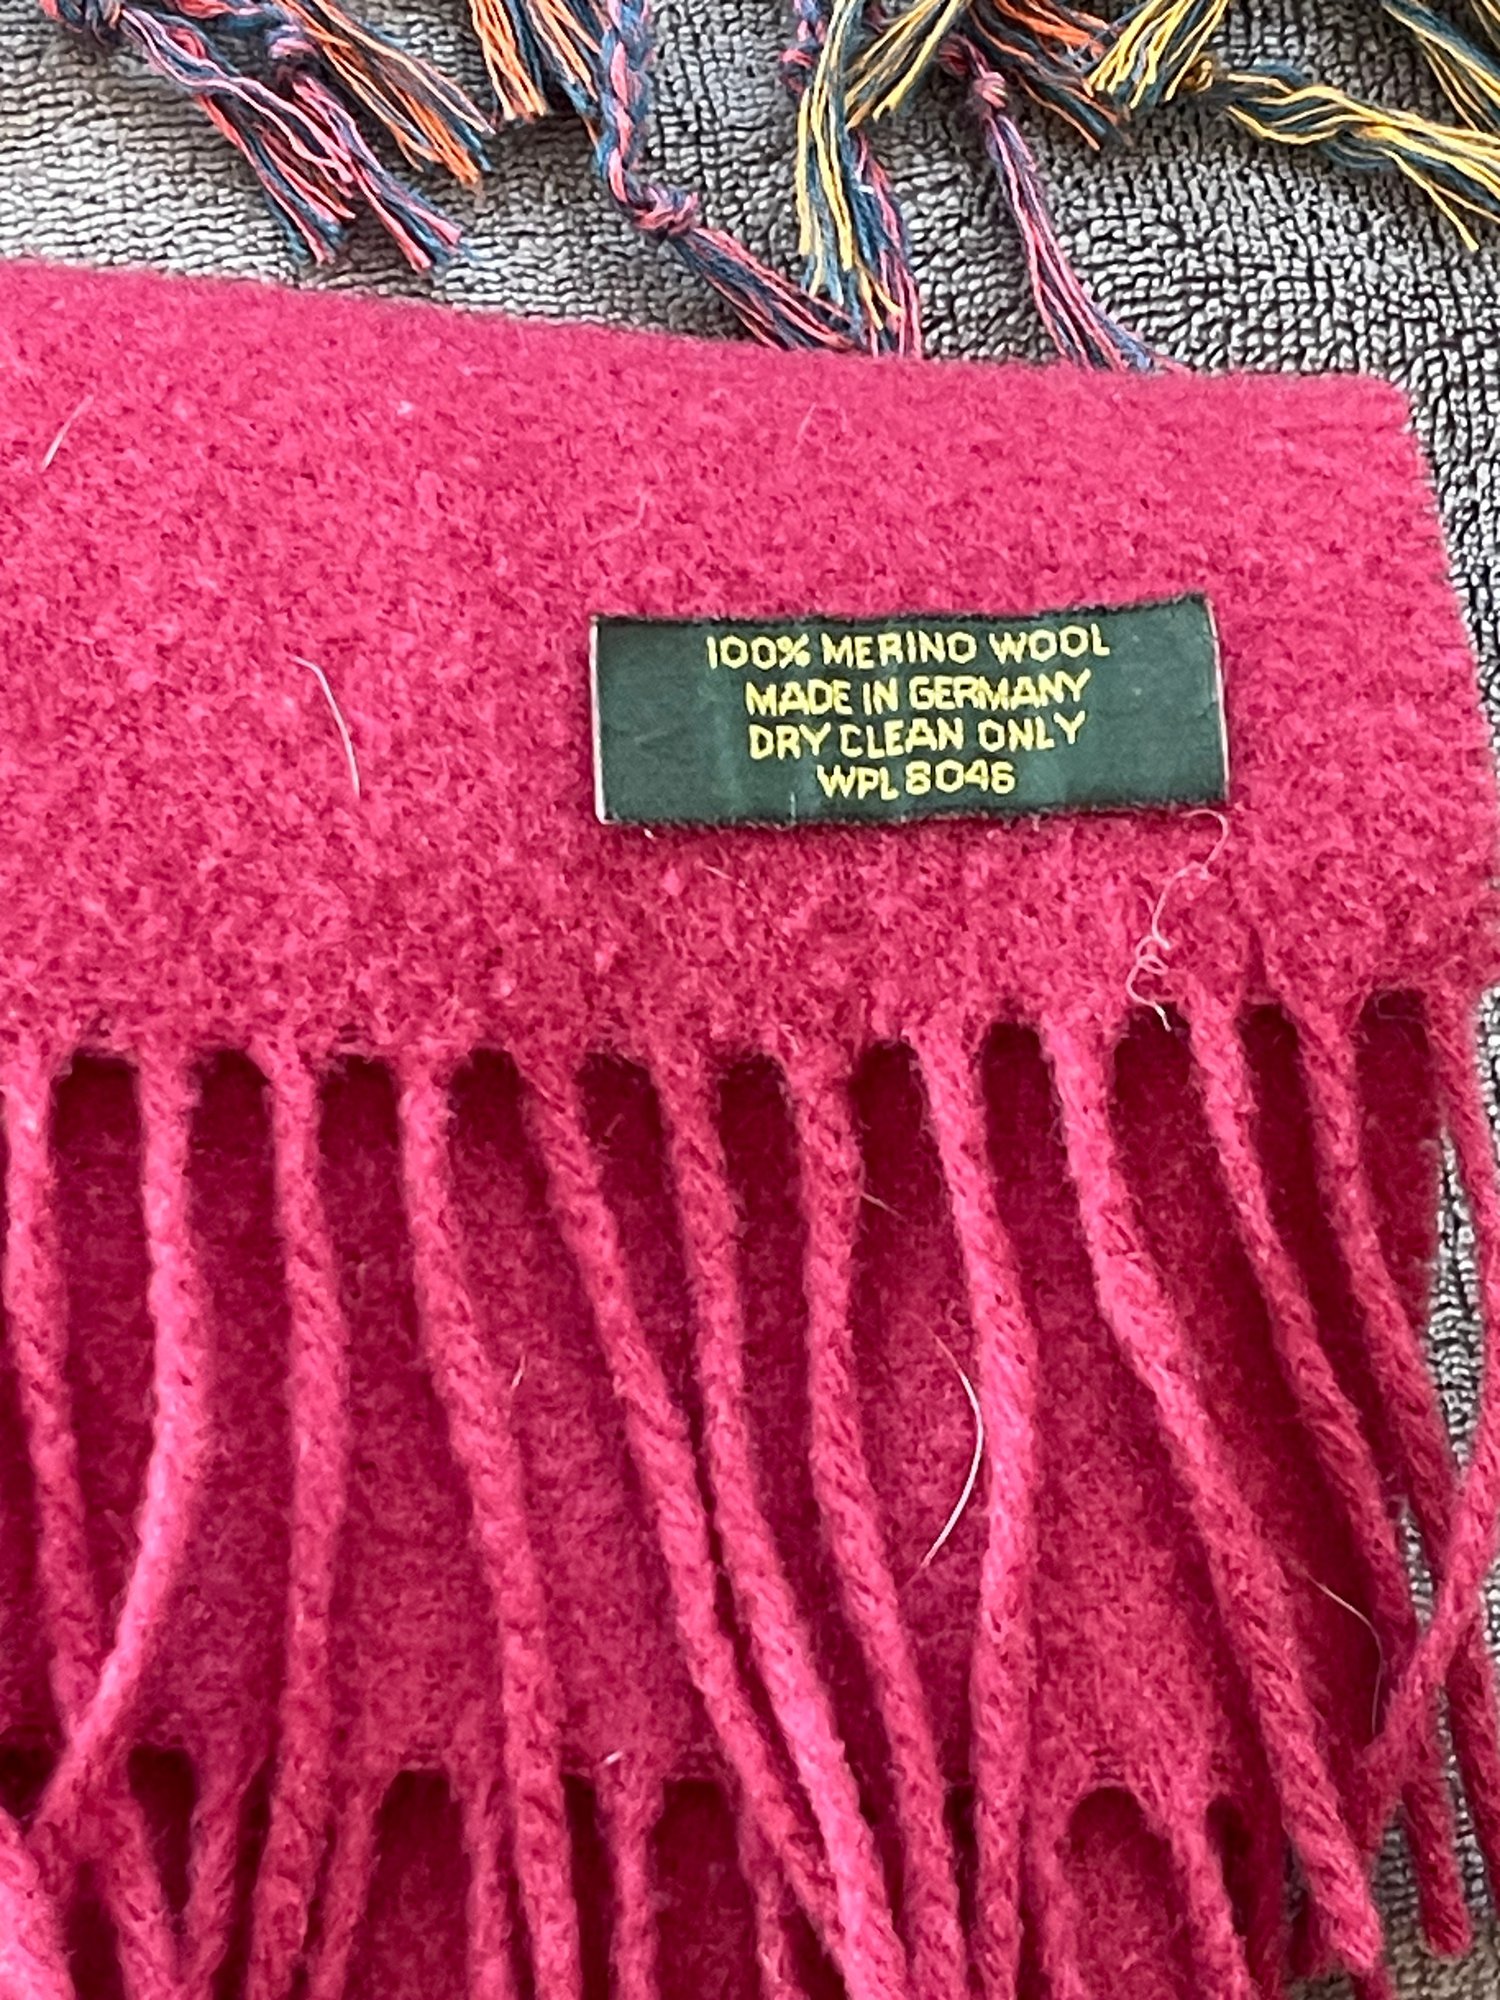 100% MERINO WOOL
MADE IN GERMANY
DRY CLEAN ONLY
WPL 8046